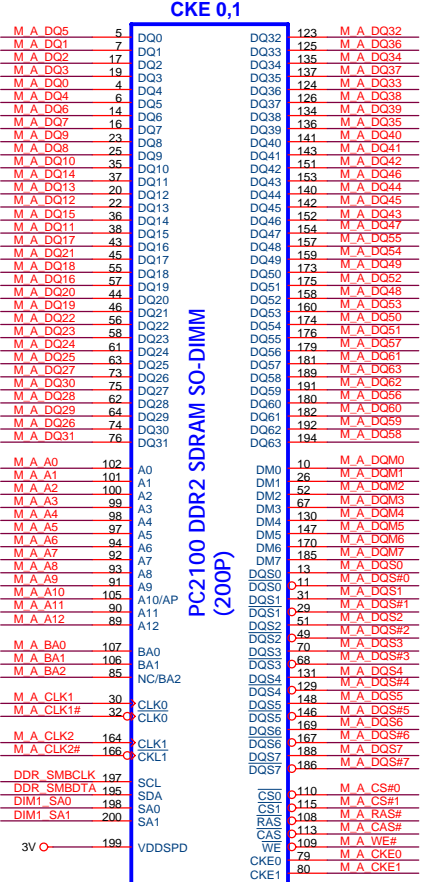 CKE 0,1
M_A_DQ5 5 DQ0 DQ32 123 M_A_DQ32
M_A_DQ1 7 DQ1 DQ33 125 M_A_DQ36
M_A_DQ2 17 DQ2 DQ34 135 M_A_DQ34
M_A_DQ3 19 DQ3 DQ35 137 M_A_DQ37
M_A_DQ0 4 DQ4 DQ36 124 M_A_DQ33
M_A_DQ4 6 DQ5 DQ37 126 M_A_DQ38
M_A_DQ6 14 DQ6 DQ38 134 M_A_DQ39
M_A_DQ7 16 DQ7 DQ39 136 M_A_DQ35
M_A_DQ9 23 DQ8 DQ40 141 M_A_DQ40
M_A_DQ8 25 DQ9 DQ41 143 M_A_DQ41
M_A_DQ10 35 DQ10 DQ42 151 M_A_DQ42
M_A_DQ14 37 DQ11 DQ43 153 M_A_DQ46
M_A_DQ13 20 DQ12 DQ44 140 M_A_DQ44
M_A_DQ12 22 DQ13 DQ45 142 M_A_DQ45
M_A_DQ15 36 DQ14 DQ46 152 M_A_DQ43
M_A_DQ11 38 DQ15 DQ47 154 M_A_DQ47
M_A_DQ17 43 DQ16 DQ48 157 M_A_DQ55
M_A_DQ21 45 DQ17 DQ49 159 M_A_DQ54
M_A_DQ18 55 DQ18 DQ50 173 M_A_DQ49
M_A_DQ16 57 DQ19 DQ51 175 M_A_DQ52
M_A_DQ20 44 DQ20 DQ52 158 M_A_DQ48
M_A_DQ19 46 DQ21 DQ53 160 M_A_DQ53
M_A_DQ22 56 DQ22 DQ54 174 M_A_DQ50
M_A_DQ23 58 DQ23 DQ55 176 M_A_DQ51
M_A_DQ24 61 DQ24 DQ56 179 M_A_DQ57
M_A_DQ25 63 DQ25 DQ57 181 M_A_DQ61
M_A_DQ27 73 DQ26 DQ58 189 M_A_DQ63
M_A_DQ30 75 DQ27 DQ59 191 M_A_DQ62
M_A_DQ28 62 DQ28 DQ60 180 M_A_DQ56
M_A_DQ29 64 DQ29 DQ61 182 M_A_DQ60
M_A_DQ26 74 DQ30 DQ62 192 M_A_DQ59
M_A_DQ31 76 DQ31 DQ63 194 M_A_DQ58
PC2100 DDR2 SDRAM SO-DIMM
(200P)
M_A_A0 102 A0 DM0 10 M_A_DQM0
M_A_A1 101 A1 DM1 26 M_A_DQM1
M_A_A2 100 A2 DM2 52 M_A_DQM2
M_A_A3 99 A3 DM3 67 M_A_DQM3
M_A_A4 98 A4 DM4 130 M_A_DQM4
M_A_A5 97 A5 DM5 147 M_A_DQM5
M_A_A6 94 A6 DM6 170 M_A_DQM6
M_A_A7 92 A7 DM7 185 M_A_DQM7
M_A_A8 93 A8 DQS0 13 M_A_DQS0
M_A_A9 91 A9 DQS0 11 M_A_DQS#0
M_A_A10 105 A10/AP DQS1 31 M_A_DQS1
M_A_A11 90 A11 DQS1 29 M_A_DQS#1
M_A_A12 89 A12 DQS2 51 M_A_DQS2
DQS2 49 M_A_DQS#2
M_A_BA0 107 BA0 DQS3 70 M_A_DQS3
M_A_BA1 106 BA1 DQS3 68 M_A_DQS#3
M_A_BA2 85 NC/BA2 DQS4 131 M_A_DQS4
DQS4 129 M_A_DQS#4
M_A_CLK1 30 CLK0 DQS5 148 M_A_DQS5
M_A_CLK1# 32 CLK0 DQS5 146 M_A_DQS#5
DQS6 169 M_A_DQS6
M_A_CLK2 164 CLK1 DQS6 167 M_A_DQS#6
M_A_CLK2# 166 CKL1 DQS7 188 M_A_DQS7
DQS7 186 M_A_DQS#7
DDR_SMBCLK 197 SCL
DDR_SMBDTA 195 SDA CS0 110 M_A_CS#0
DIM1_SA0 198 SA0 CS1 115 M_A_CS#1
DIM1_SA1 200 SA1 RAS 108 M_A_RAS#
CAS 113 M_A_CAS#
3V 199 VDDSPD WE 109 M_A_WE#
CKE0 79 M_A_CKE0
CKE1 80 M_A_CKE1